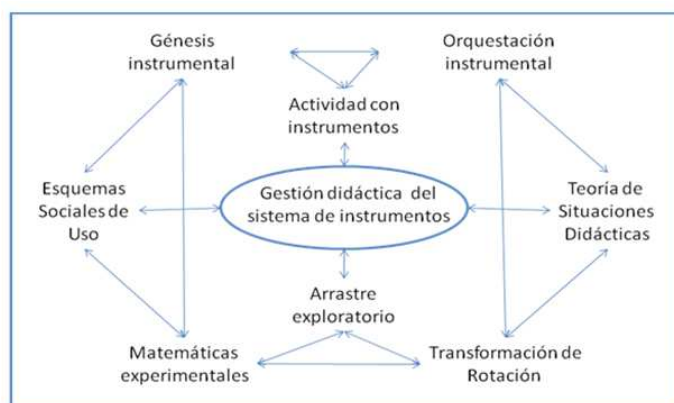 Génesis
instrumental
Orquestación
instrumental
Actividad con
instrumentos
Esquemas
Sociales de
Uso
Gestión didáctica del
sistema de instrumentos
Teoría de
Situaciones
Didácticas
Arrastre
exploratorio
Matemáticas
experimentales
Transformación de
Rotación